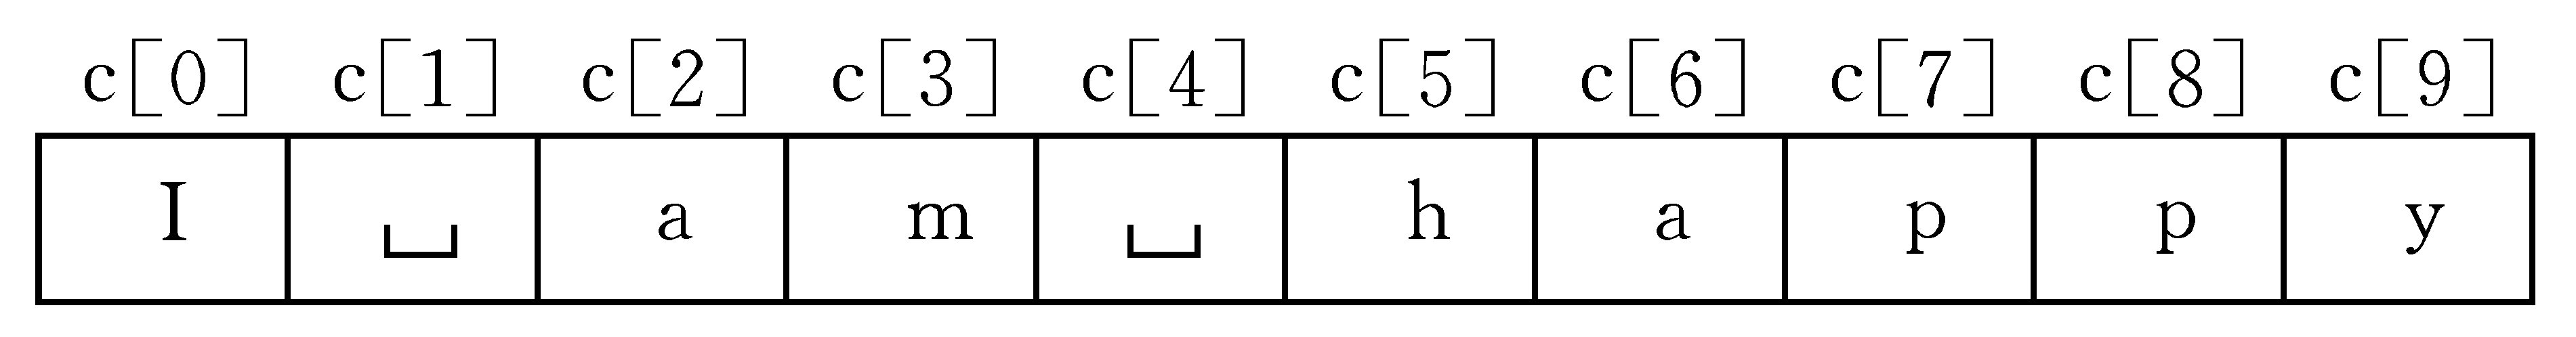 c[0] c[1] c[2] c[3] c[4] c[5] c[6] c[7] c[8] c[9]
I ␣ a m ␣ h a p p y